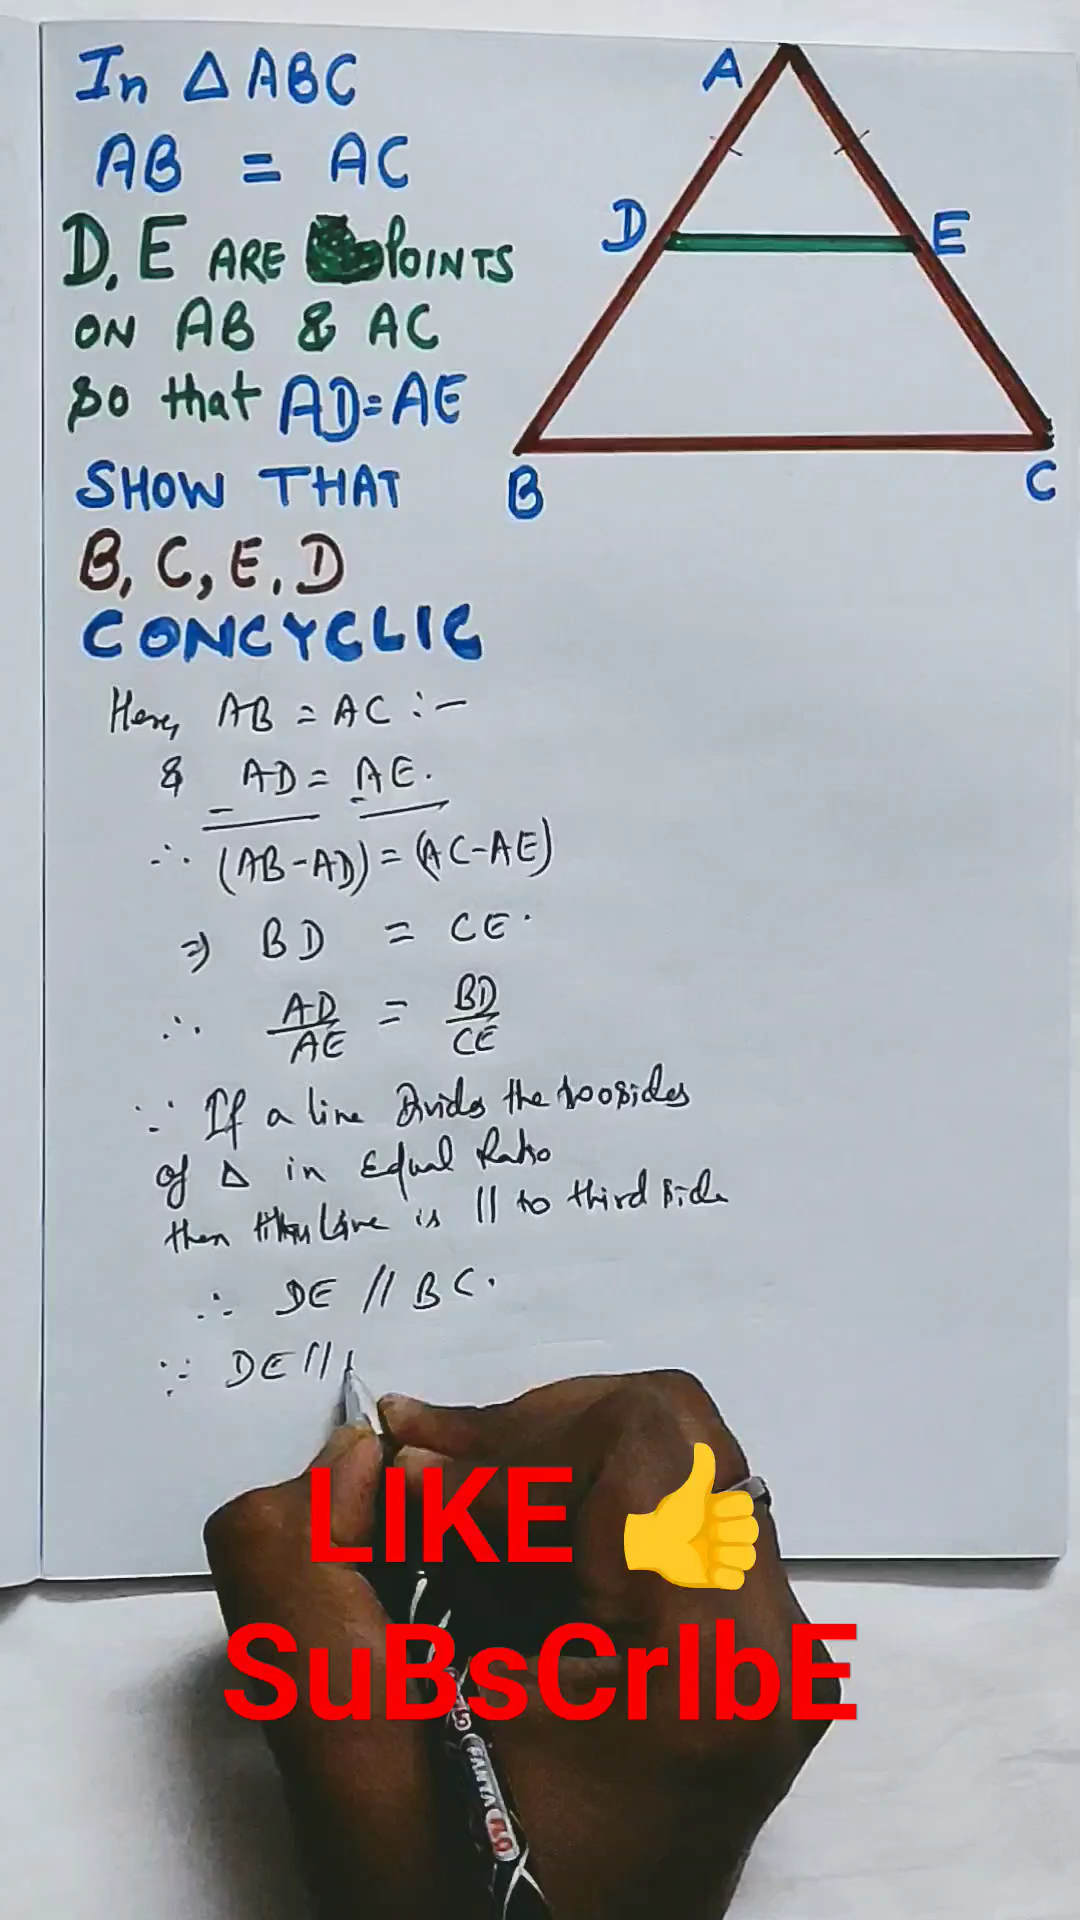 In △ ABC
AB = AC
D, E ARE POINTS
ON AB & AC
so that AD=AE
SHOW THAT
B, C, E, D
CONCYCLIC
A
D
E
B
C
Here, AB = AC :-
& AD = AE.
- -
∴ (AB-AD) = (AC-AE)
⇒ BD = CE.
∴ AD/AE = BD/CE
∵ If a line Divides the two sides
of △ in Equal Ratio
then line is // to third side
∴ DE // BC.
∵ DE //
LIKE 👍
SuBsCrIbE
FANTA